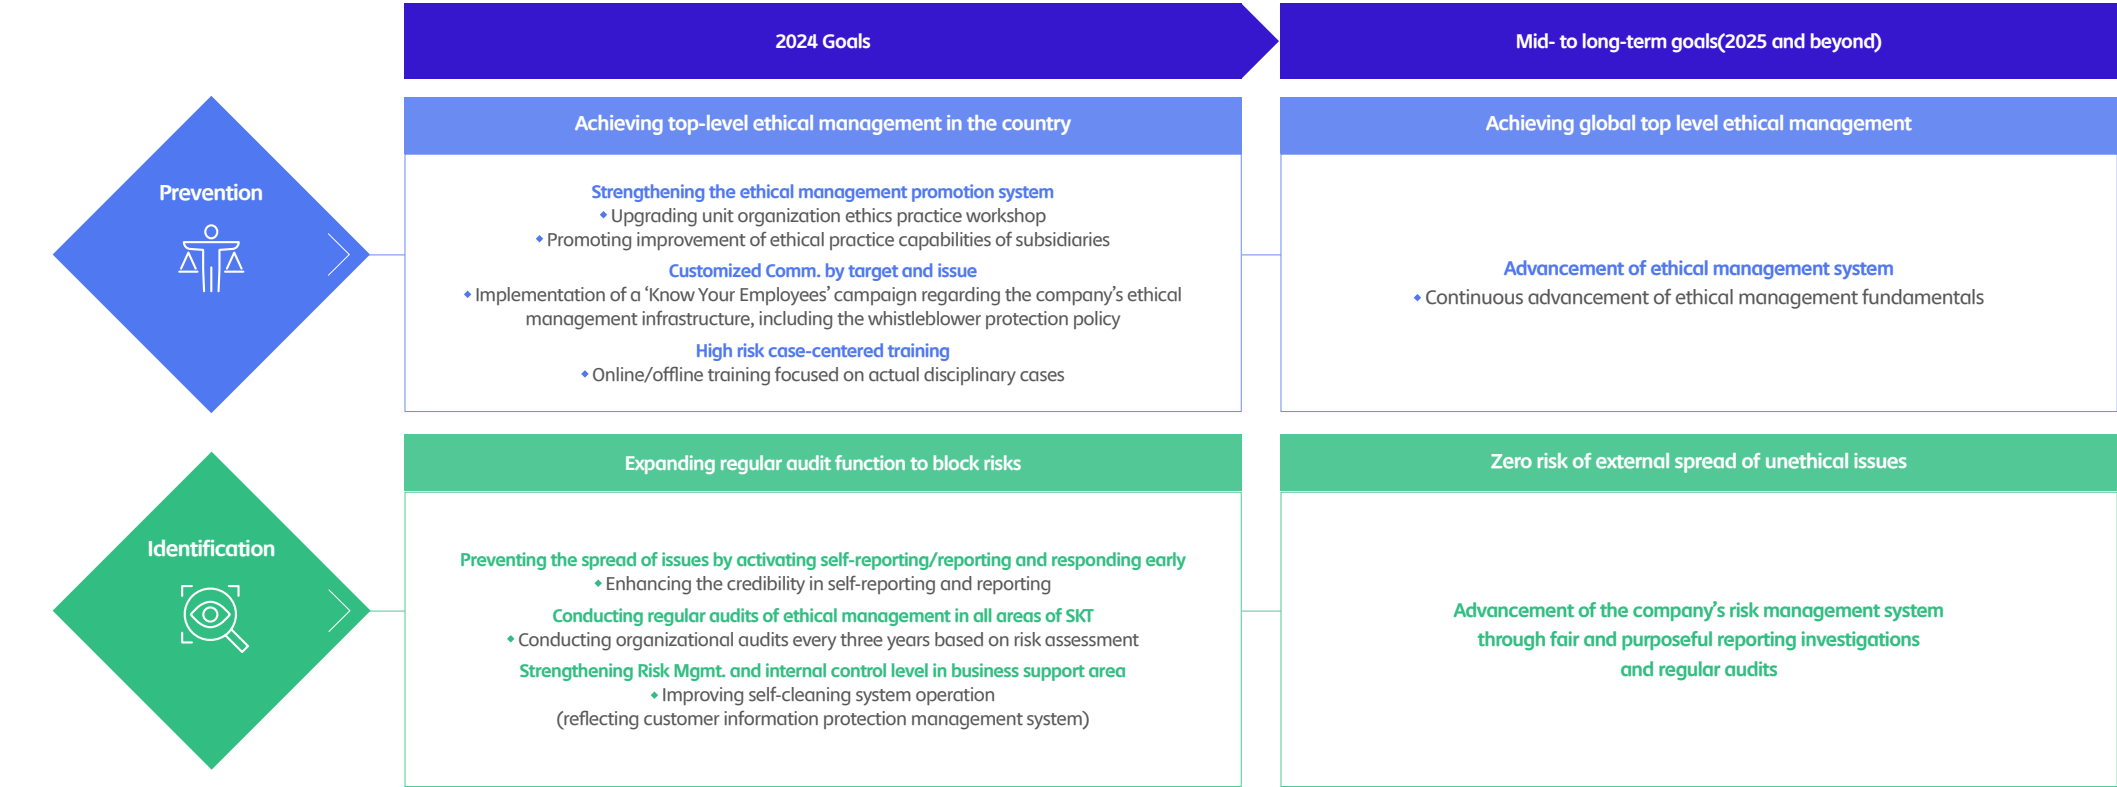 2024 Goals
Mid- to long-term goals(2025 and beyond)
Prevention
Achieving top-level ethical management in the country
Strengthening the ethical management promotion system
◆ Upgrading unit organization ethics practice workshop
◆ Promoting improvement of ethical practice capabilities of subsidiaries
Customized Comm. by target and issue
◆ Implementation of a ‘Know Your Employees’ campaign regarding the company’s ethical
management infrastructure, including the whistleblower protection policy
High risk case-centered training
◆ Online/offline training focused on actual disciplinary cases
Achieving global top level ethical management
Advancement of ethical management system
◆ Continuous advancement of ethical management fundamentals
Identification
Expanding regular audit function to block risks
Preventing the spread of issues by activating self-reporting/reporting and responding early
◆ Enhancing the credibility in self-reporting and reporting
Conducting regular audits of ethical management in all areas of SKT
◆ Conducting organizational audits every three years based on risk assessment
Strengthening Risk Mgmt. and internal control level in business support area
◆ Improving self-cleaning system operation
(reflecting customer information protection management system)
Zero risk of external spread of unethical issues
Advancement of the company’s risk management system
through fair and purposeful reporting investigations
and regular audits